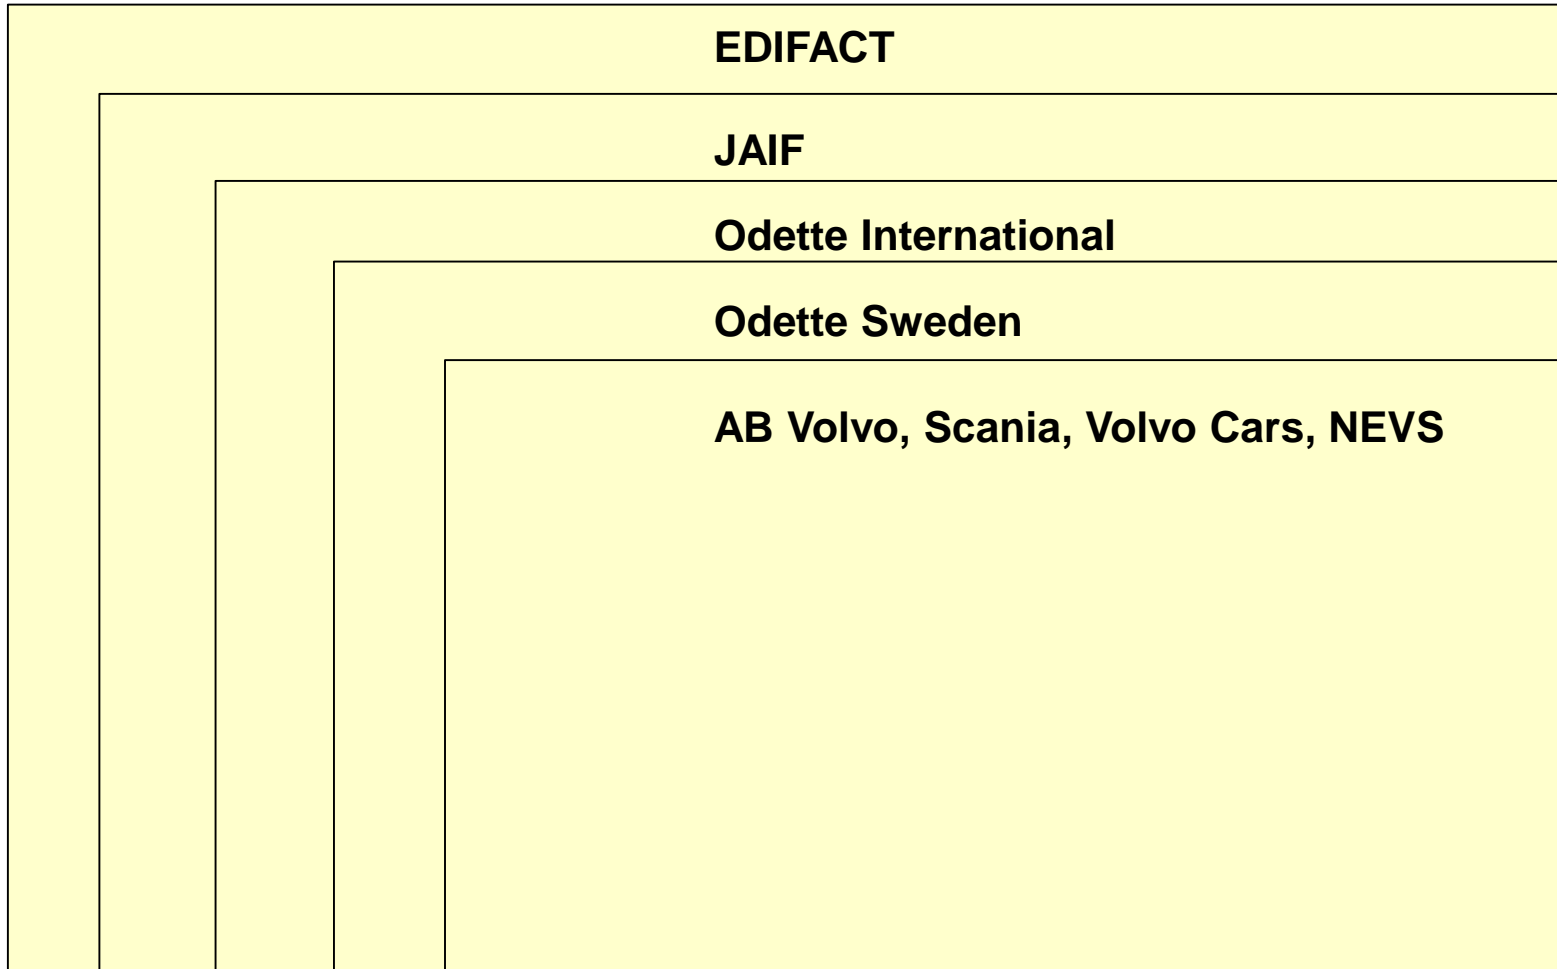 EDIFACT
JAIF
Odette International
Odette Sweden
AB Volvo, Scania, Volvo Cars, NEVS